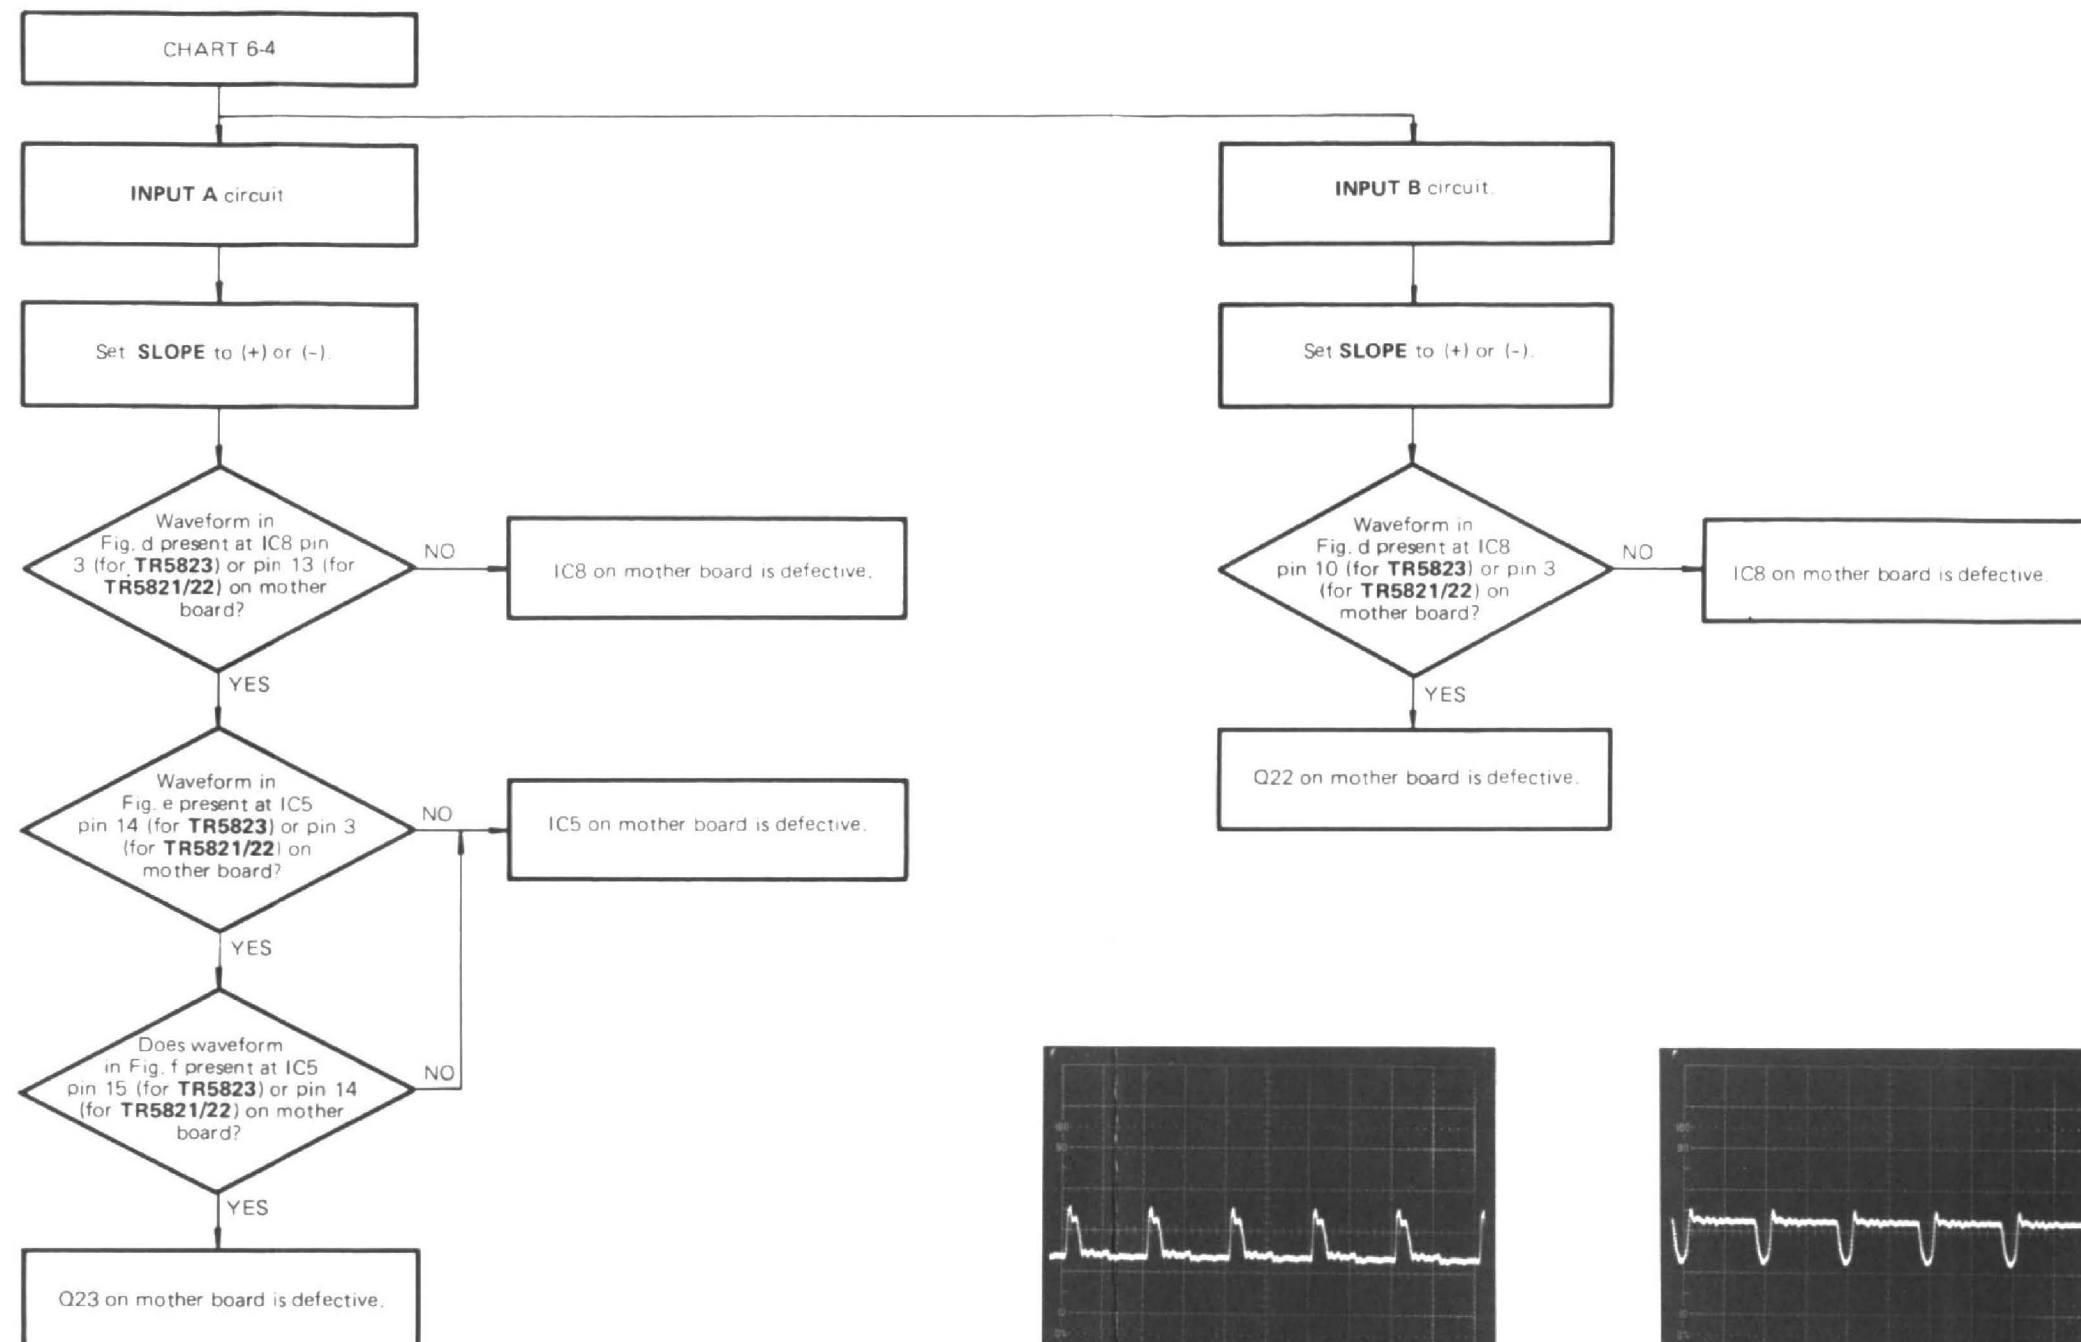 CHART 6-4
INPUT A circuit
Set SLOPE to (+) or (-).
Waveform in
Fig. d present at IC8 pin
3 (for TR5823) or pin 13 (for
TR5821/22) on mother
board?
NO
IC8 on mother board is defective.
YES
Waveform in
Fig. e present at IC5
pin 14 (for TR5823) or pin 3
(for TR5821/22) on
mother board?
NO
IC5 on mother board is defective.
YES
Does waveform
in Fig. f present at IC5
pin 15 (for TR5823) or pin 14
(for TR5821/22) on mother
board?
NO
YES
Q23 on mother board is defective.
INPUT B circuit.
Set SLOPE to (+) or (-).
Waveform in
Fig. d present at IC8
pin 10 (for TR5823) or pin 3
(for TR5821/22) on
mother board?
NO
IC8 on mother board is defective.
YES
Q22 on mother board is defective.
100
90
100
90